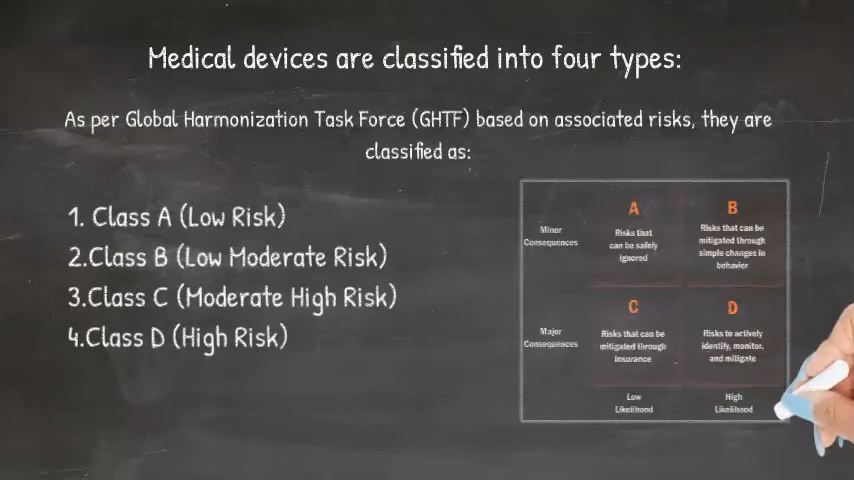 Medical devices are classified into four types:
As per Global Harmonization Task Force (GHTF) based on associated risks, they are
classified as:
1. Class A (Low Risk)
2.Class B (Low Moderate Risk)
3.Class C (Moderate High Risk)
4.Class D (High Risk)
A
B
Minor
Consequences
Risks that
can be safely
ignored
Risks that can be
mitigated through
simple changes in
behavior
C
D
Major
Consequences
Risks that can be
mitigated through
insurance
Risks to actively
identify, monitor,
and mitigate
Low
Likelihood
High
Likelihood